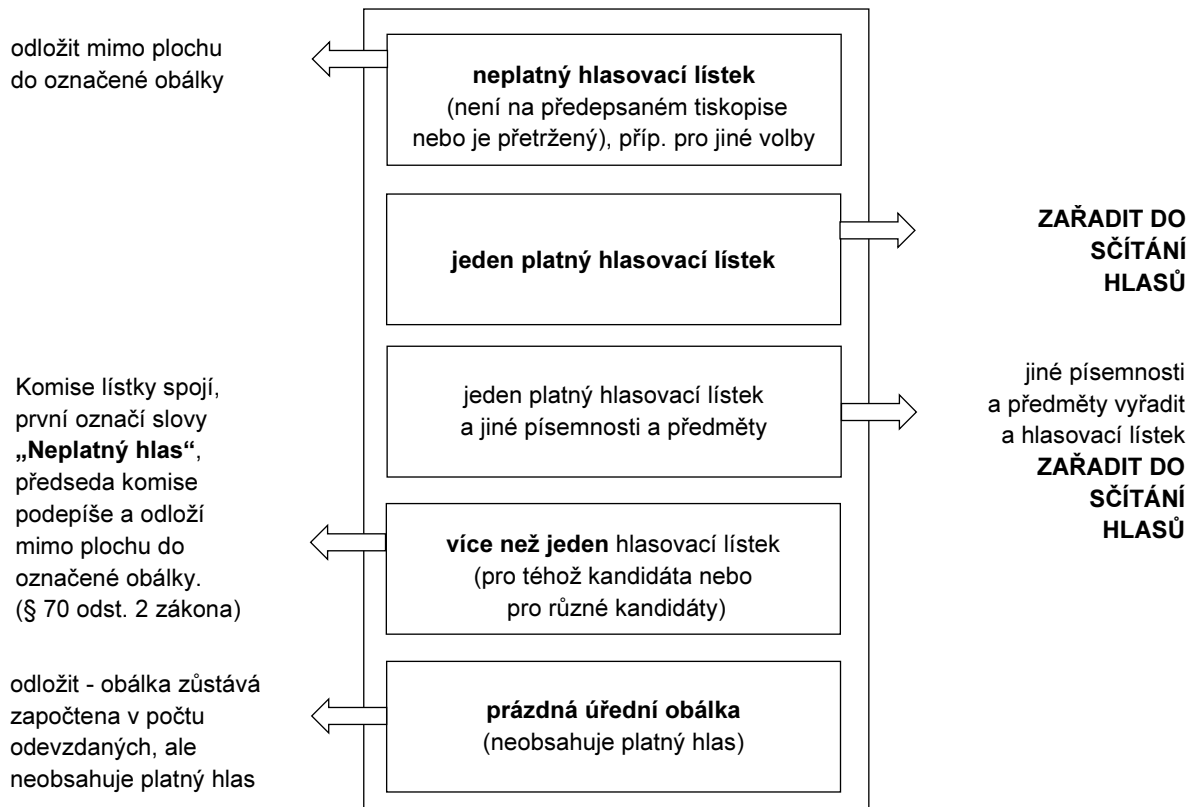 odložit mimo plochu
do označené obálky
neplatný hlasovací lístek
(není na předepsaném tiskopise
nebo je přetržený), příp. pro jiné volby
jeden platný hlasovací lístek
ZAŘADIT DO
SČÍTÁNÍ
HLASŮ
jeden platný hlasovací lístek
a jiné písemnosti a předměty
jiné písemnosti
a předměty vyřadit
a hlasovací lístek
ZAŘADIT DO
SČÍTÁNÍ
HLASŮ
Komise lístky spojí,
první označí slovy
„Neplatný hlas“,
předseda komise
podepíše a odloží
mimo plochu do
označené obálky.
(§ 70 odst. 2 zákona)
více než jeden hlasovací lístek
(pro téhož kandidáta nebo
pro různé kandidáty)
odložit - obálka zůstává
započtena v počtu
odevzdaných, ale
neobsahuje platný hlas
prázdná úřední obálka
(neobsahuje platný hlas)